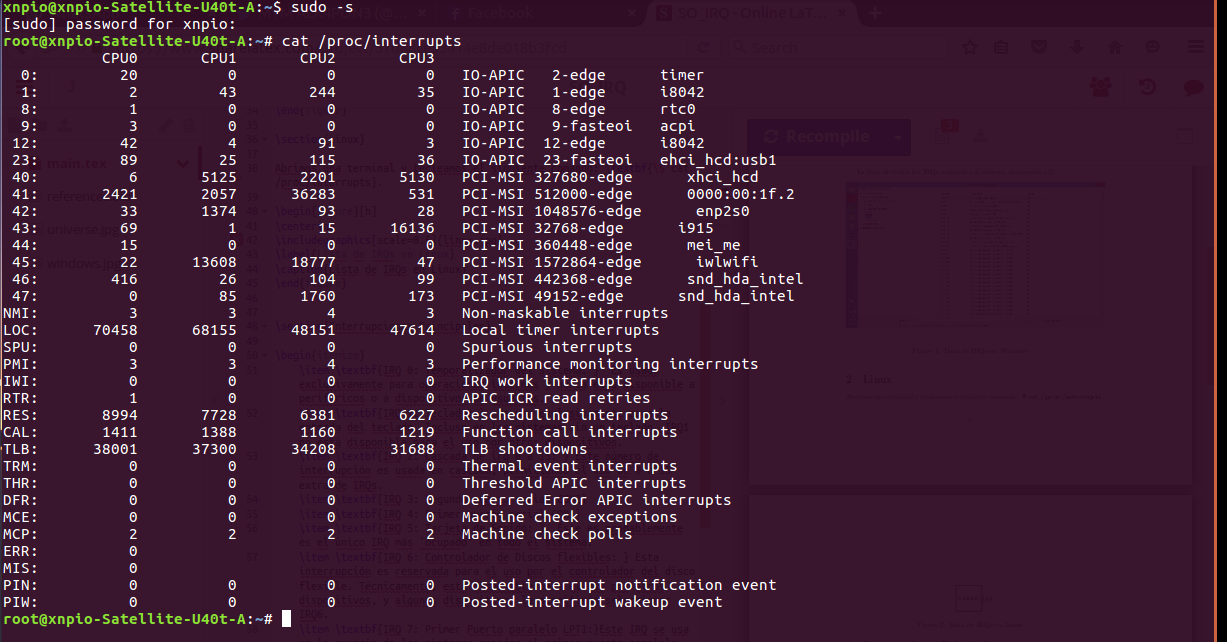 xnpio@xnpio-Satellite-U40t-A:~$ sudo -s
[sudo] password for xnpio:
root@xnpio-Satellite-U40t-A:~# cat /proc/interrupts
CPU0 CPU1 CPU2 CPU3
0: 20 0 0 0 IO-APIC 2-edge timer
1: 2 43 244 35 IO-APIC 1-edge i8042
8: 1 0 0 0 IO-APIC 8-edge rtc0
9: 3 0 0 0 IO-APIC 9-fasteoi acpi
12: 42 4 91 3 IO-APIC 12-edge i8042
23: 89 25 115 36 IO-APIC 23-fasteoi ehci_hcd:usb1
40: 6 5125 2201 5130 PCI-MSI 327680-edge xhci_hcd
41: 2421 2057 36283 531 PCI-MSI 512000-edge 0000:00:1f.2
42: 33 1374 93 28 PCI-MSI 1048576-edge enp2s0
43: 69 1 15 16136 PCI-MSI 32768-edge i915
44: 15 0 0 0 PCI-MSI 360448-edge mei_me
45: 22 13608 18777 47 PCI-MSI 1572864-edge iwlwifi
46: 416 26 104 99 PCI-MSI 442368-edge snd_hda_intel
47: 0 85 1760 173 PCI-MSI 49152-edge snd_hda_intel
NMI: 3 3 4 3 Non-maskable interrupts
LOC: 70458 68155 48151 47614 Local timer interrupts
SPU: 0 0 0 0 Spurious interrupts
PMI: 3 3 4 3 Performance monitoring interrupts
IWI: 0 0 0 0 IRQ work interrupts
RTR: 1 0 0 0 APIC ICR read retries
RES: 8994 7728 6381 6227 Rescheduling interrupts
CAL: 1411 1388 1160 1219 Function call interrupts
TLB: 38001 37300 34208 31688 TLB shootdowns
TRM: 0 0 0 0 Thermal event interrupts
THR: 0 0 0 0 Threshold APIC interrupts
DFR: 0 0 0 0 Deferred Error APIC interrupts
MCE: 0 0 0 0 Machine check exceptions
MCP: 2 2 2 2 Machine check polls
ERR: 0
MIS: 0
PIN: 0 0 0 0 Posted-interrupt notification event
PIW: 0 0 0 0 Posted-interrupt wakeup event
root@xnpio-Satellite-U40t-A:~#
Facebook
SO_IRQ - Online LaT
Search
Recompile
main.tex
2. Linux